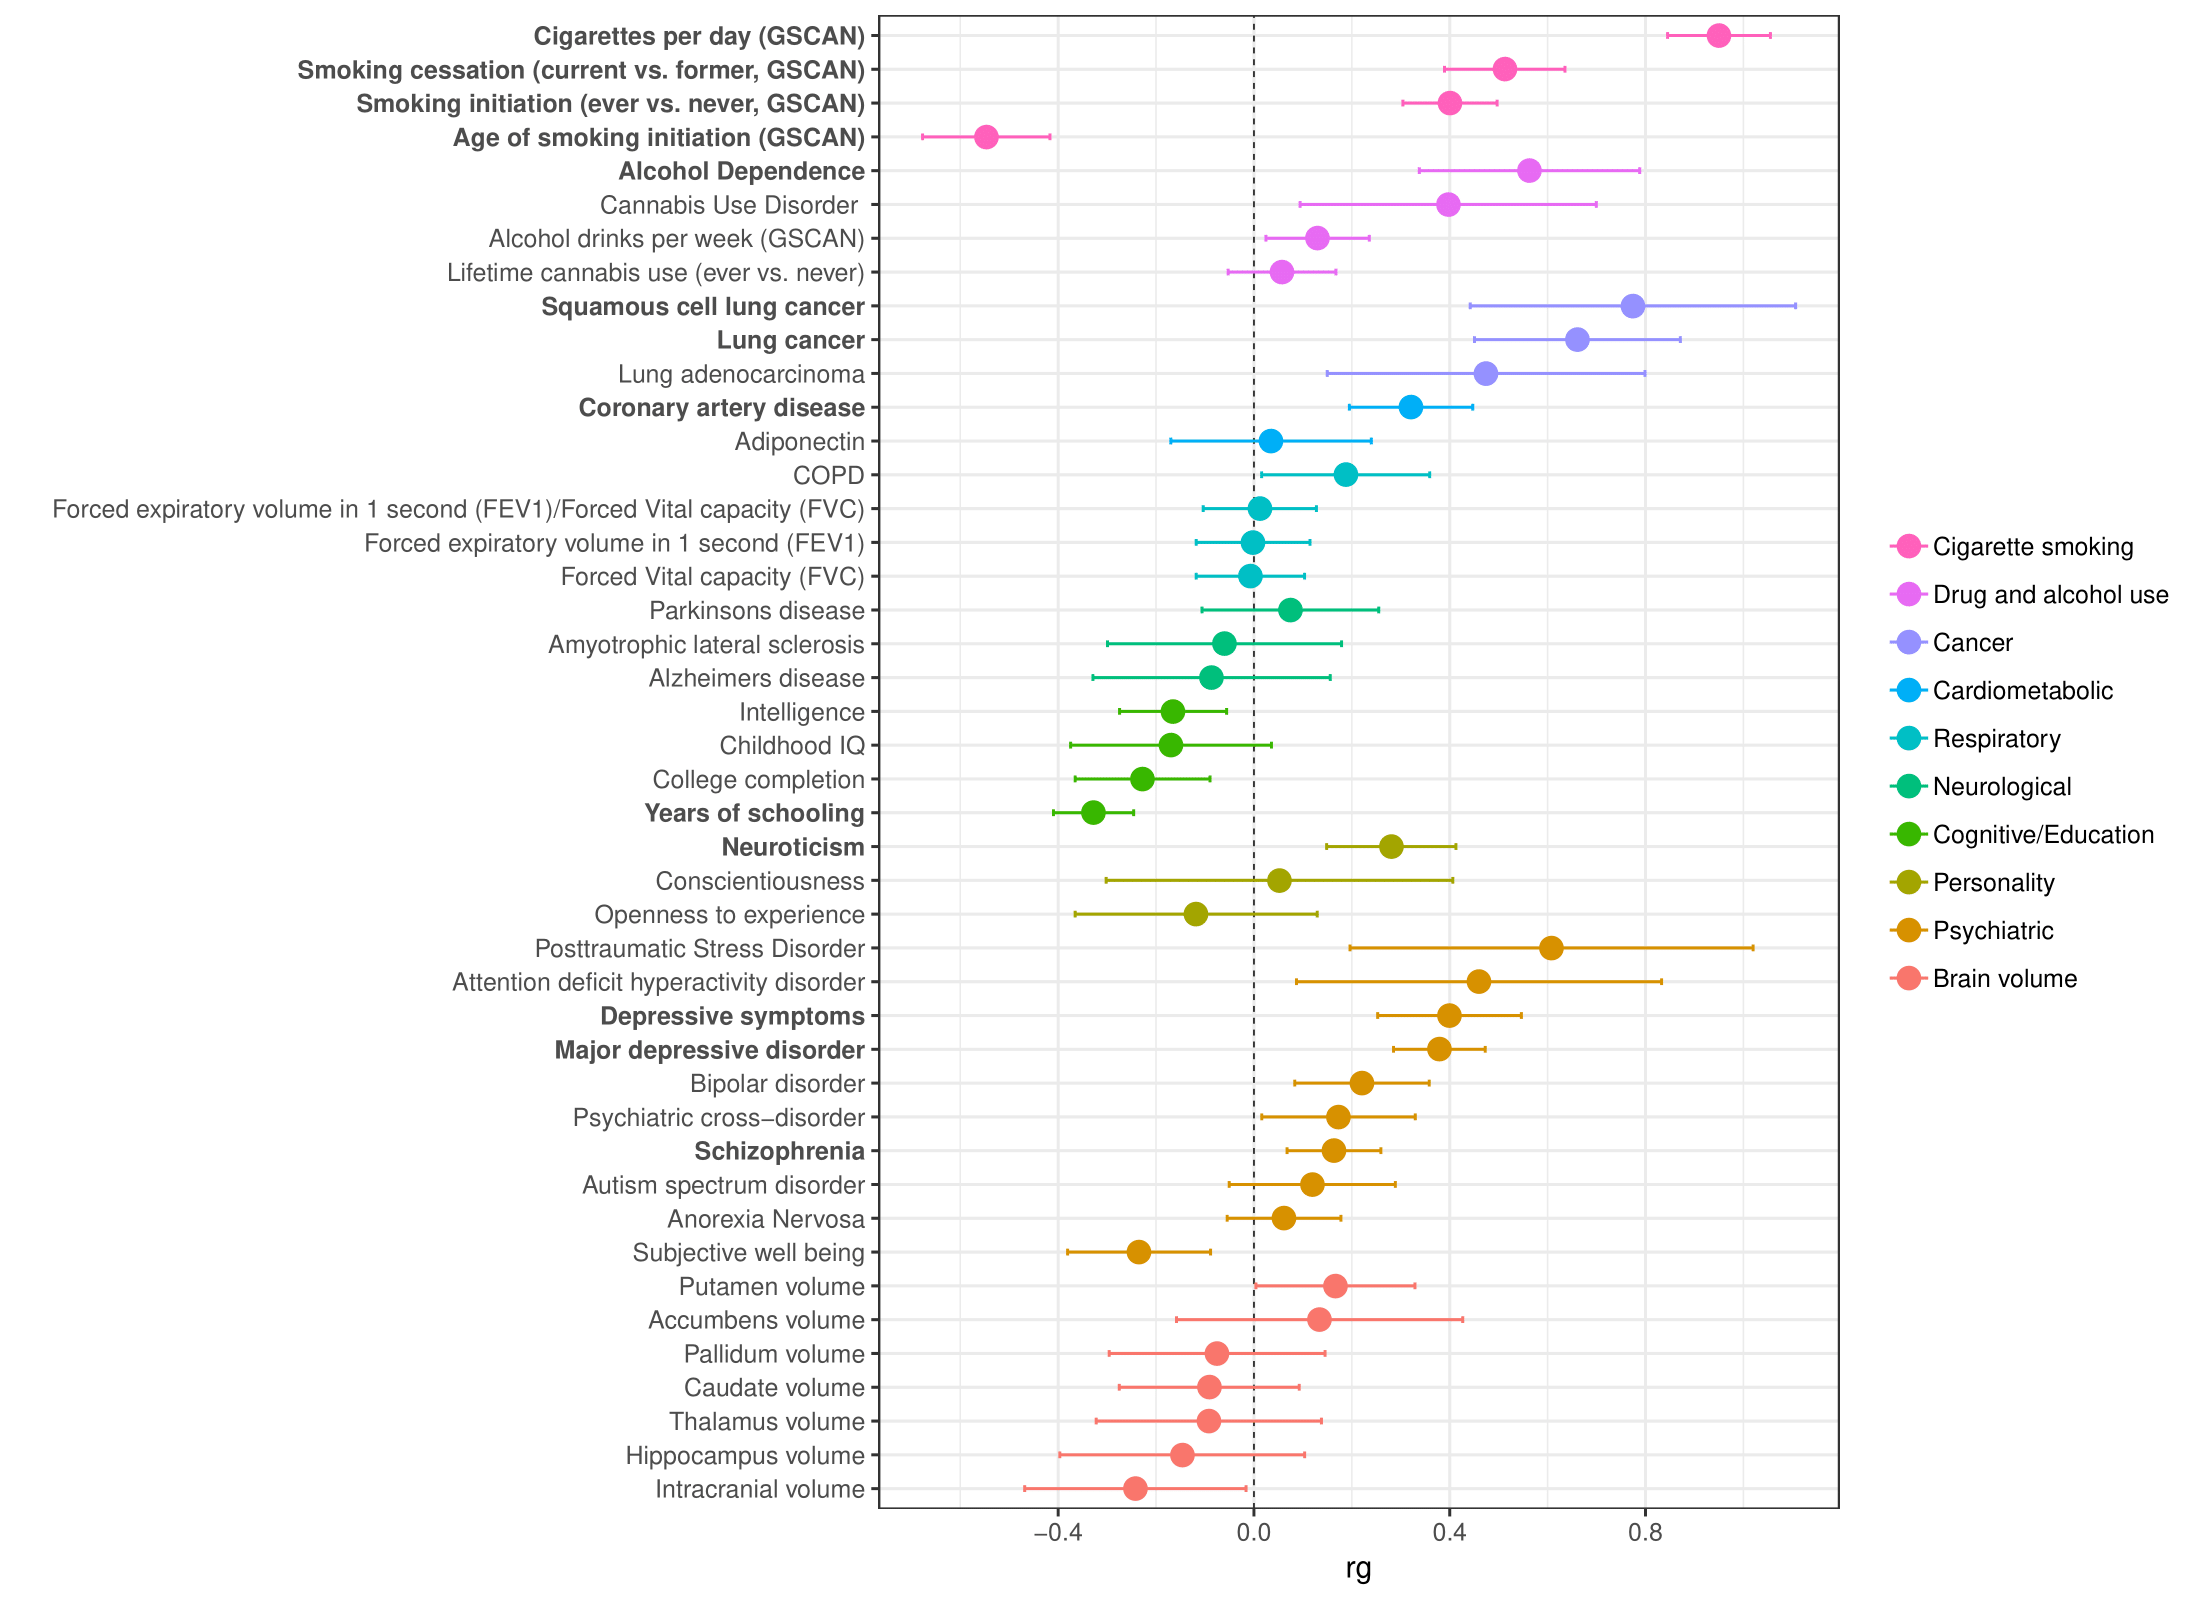 Cigarettes per day (GSCAN)
Smoking cessation (current vs. former, GSCAN)
Smoking initiation (ever vs. never, GSCAN)
Age of smoking initiation (GSCAN)
Alcohol Dependence
Cannabis Use Disorder
Alcohol drinks per week (GSCAN)
Lifetime cannabis use (ever vs. never)
Squamous cell lung cancer
Lung cancer
Lung adenocarcinoma
Coronary artery disease
Adiponectin
COPD
Forced expiratory volume in 1 second (FEV1)/Forced Vital capacity (FVC)
Forced expiratory volume in 1 second (FEV1)
Forced Vital capacity (FVC)
Parkinsons disease
Amyotrophic lateral sclerosis
Alzheimers disease
Intelligence
Childhood IQ
College completion
Years of schooling
Neuroticism
Conscientiousness
Openness to experience
Posttraumatic Stress Disorder
Attention deficit hyperactivity disorder
Depressive symptoms
Major depressive disorder
Bipolar disorder
Psychiatric cross−disorder
Schizophrenia
Autism spectrum disorder
Anorexia Nervosa
Subjective well being
Putamen volume
Accumbens volume
Pallidum volume
Caudate volume
Thalamus volume
Hippocampus volume
Intracranial volume
−0.4 0.0 0.4 0.8
rg
Cigarette smoking
Drug and alcohol use
Cancer
Cardiometabolic
Respiratory
Neurological
Cognitive/Education
Personality
Psychiatric
Brain volume